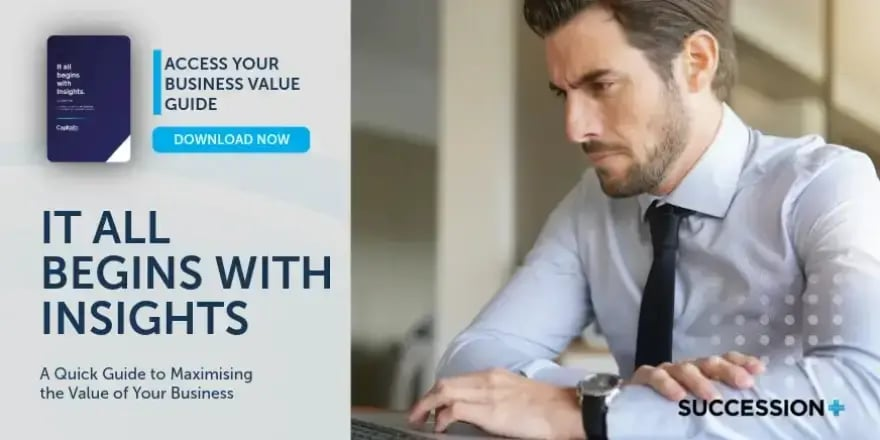 It all
begins
with
Insights.
ACCESS YOUR
BUSINESS VALUE
GUIDE
DOWNLOAD NOW
IT ALL
BEGINS WITH
INSIGHTS
A Quick Guide to Maximising
the Value of Your Business
SUCCESSION+